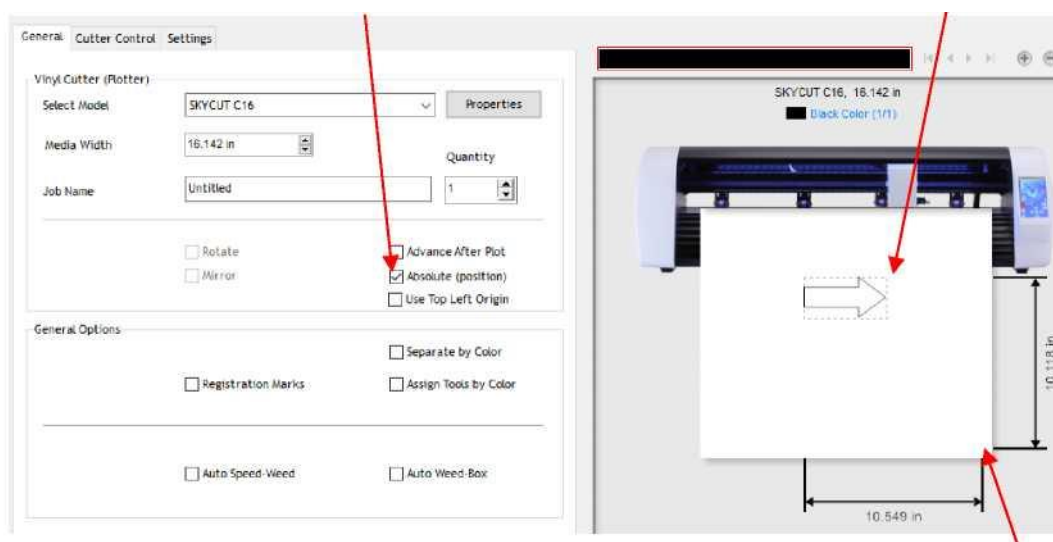 General Cutter Control Settings
Vinyl Cutter (Plotter)
Select Model SKYCUT C16 Properties
Media Width 16.142 in
Quantity
Job Name Untitled 1
Rotate Advance After Plot
Mirror Absolute (position)
Use Top Left Origin
General Options
Separate by Color
Registration Marks Assign Tools by Color
Auto Speed-Weed Auto Weed-Box
SKYCUT C16, 16.142 in
Black Color (1/1)
10.118 in
10.549 in